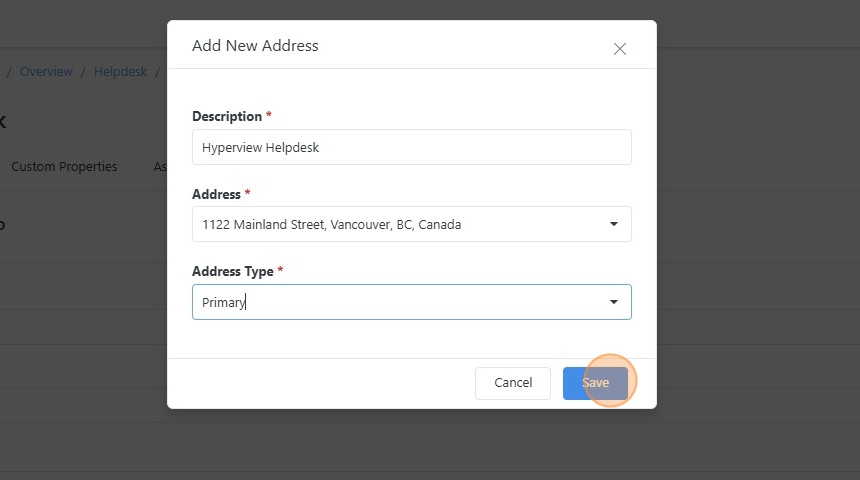 Add New Address
/ Overview / Helpdesk /
Custom Properties
Description *
Hyperview Helpdesk
Address *
1122 Mainland Street, Vancouver, BC, Canada
Address Type *
Primary
Cancel
Save